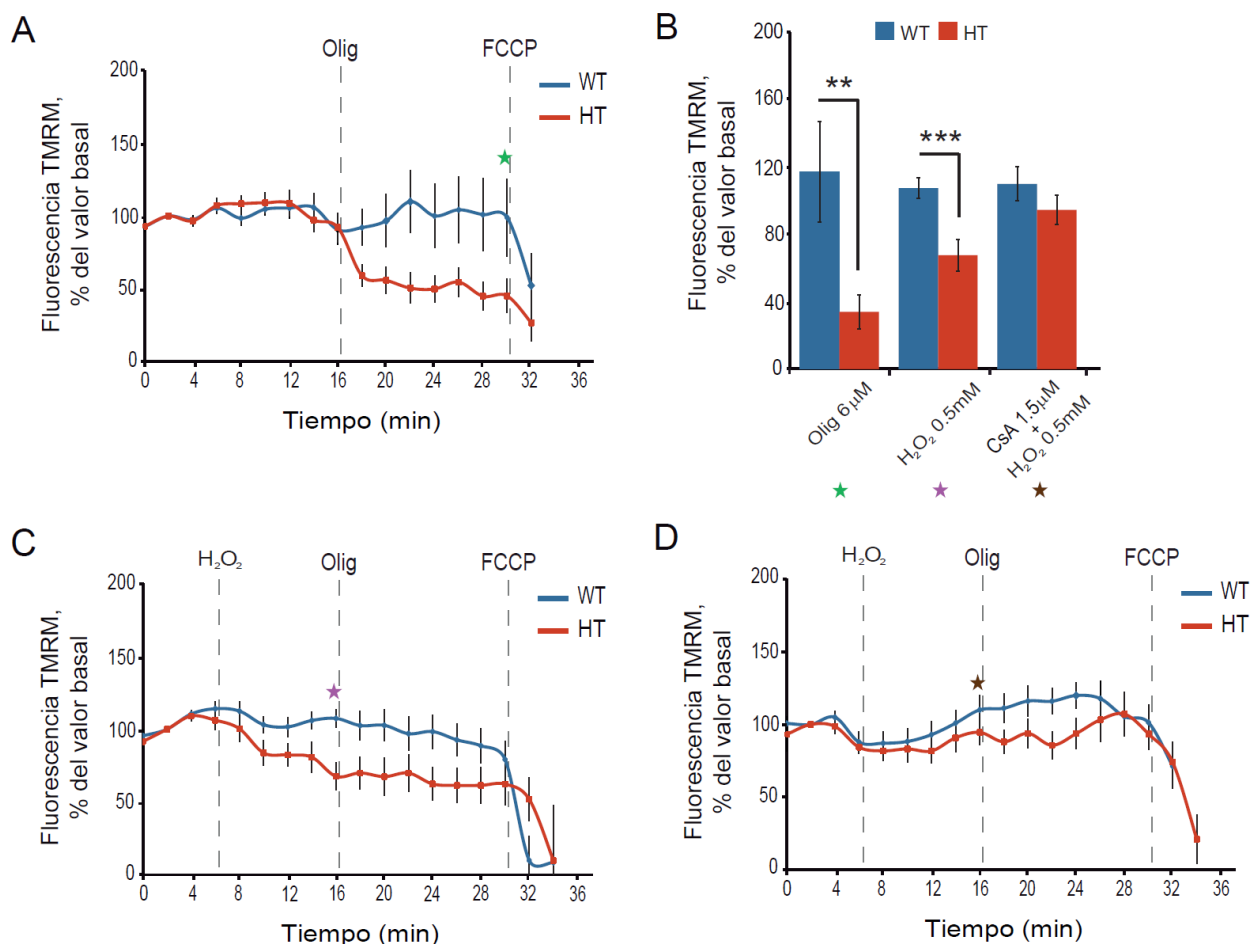 A
Olig
FCCP
WT
HT
Fluorescencia TMRM,
% del valor basal
200
150
100
50
0
0 4 8 12 16 20 24 28 32 36
Tiempo (min)
B
WT HT
Fluorescencia TMRM,
% del valor basal
200
160
120
80
40
0
**
***
Olig 6μM
H₂O₂ 0.5mM
CsA 1.5μM
+
H₂O₂ 0.5mM
C
H₂O₂
Olig
FCCP
WT
HT
Fluorescencia TMRM,
% del valor basal
200
150
100
50
0
0 4 8 12 16 20 24 28 32 36
Tiempo (min)
D
H₂O₂
Olig
FCCP
WT
HT
Fluorescencia TMRM,
% del valor basal
200
150
100
50
0
0 4 8 12 16 20 24 28 32 36
Tiempo (min)